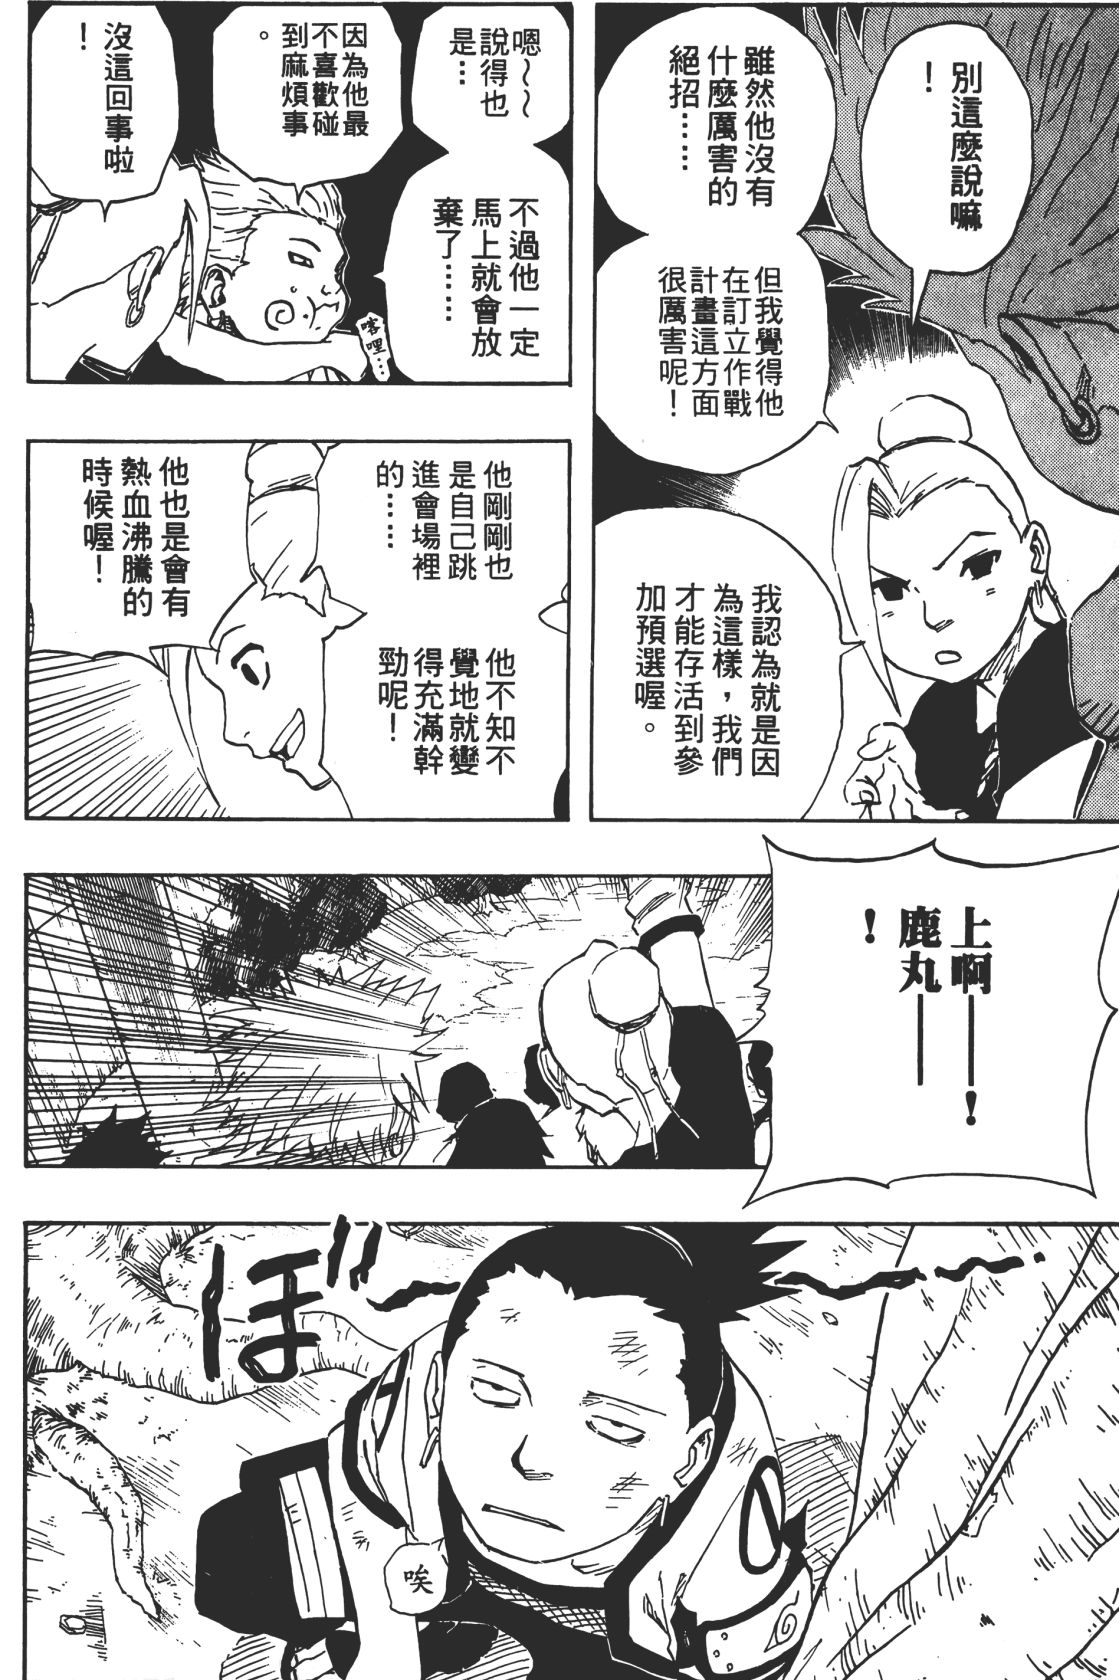 別這麼說嘛
！
雖然他沒有
什麼厲害的
絕招……
但我覺得他
在訂立作戰
計畫這方面
很厲害呢！
我認為就是因
為這樣，我們
才能存活到參
加預選喔。
嗯～～
說得也
是…
不過他一定
馬上就會放
棄了……
因為他最
不喜歡碰
到麻煩事
。
沒這回事啦
！
喀哩…
他剛剛也
是自己跳
進會場裡
的……
他不知不
覺地就變
得充滿幹
勁呢！
他也是會有
熱血沸騰的
時候喔！
上啊——！
鹿丸——
！
ぼ～～
唉